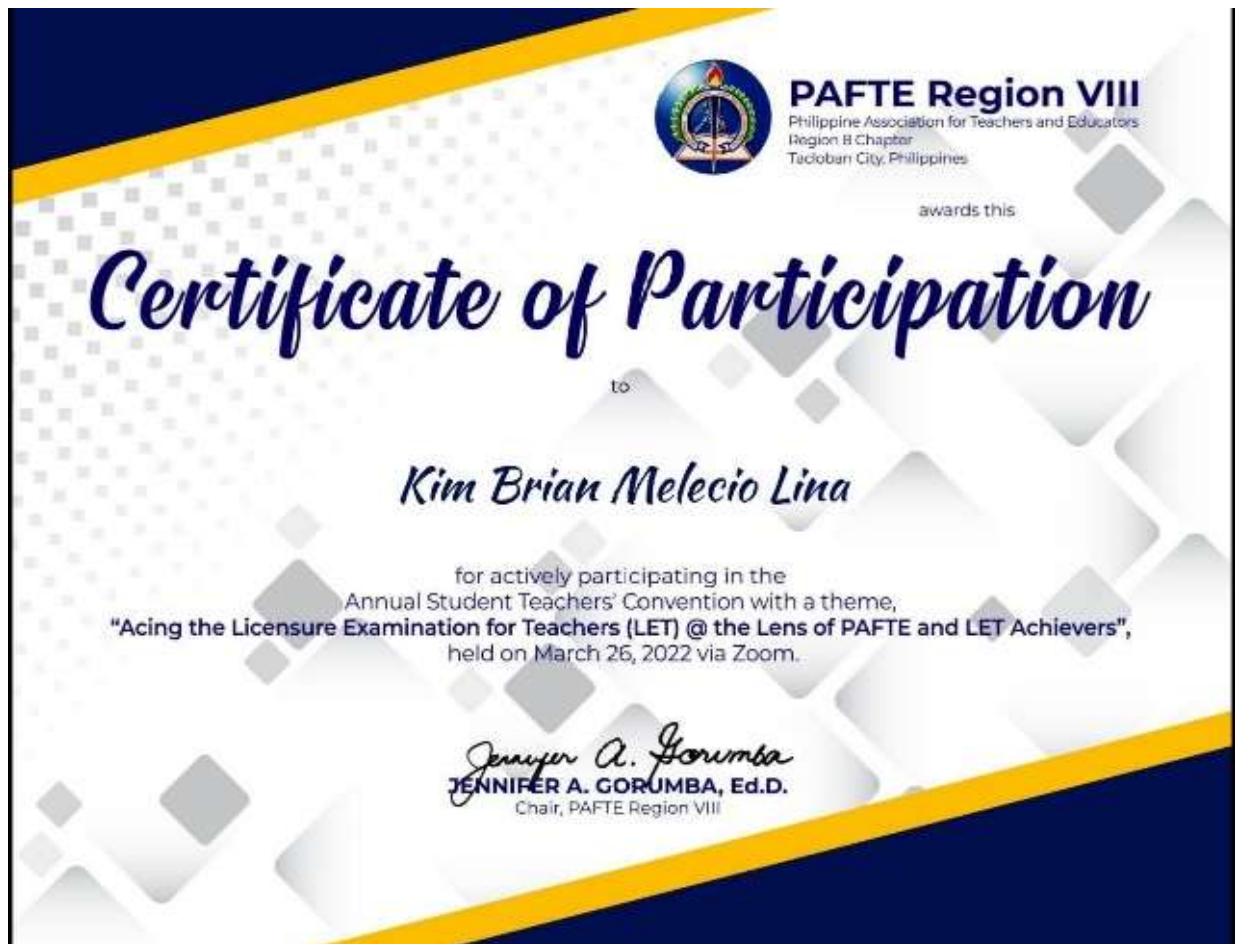 PAFTE Region VIII
Philippine Association for Teachers and Educators
Region 8 Chapter
Tacloban City, Philippines
awards this
Certificate of Participation
to
Kim Brian Melecio Lina
for actively participating in the
Annual Student Teachers' Convention with a theme,
"Acing the Licensure Examination for Teachers (LET) @ the Lens of PAFTE and LET Achievers",
held on March 26, 2022 via Zoom.
Jennifer A. Gorumba
JENNIFER A. GORUMBA, Ed.D.
Chair, PAFTE Region VIII